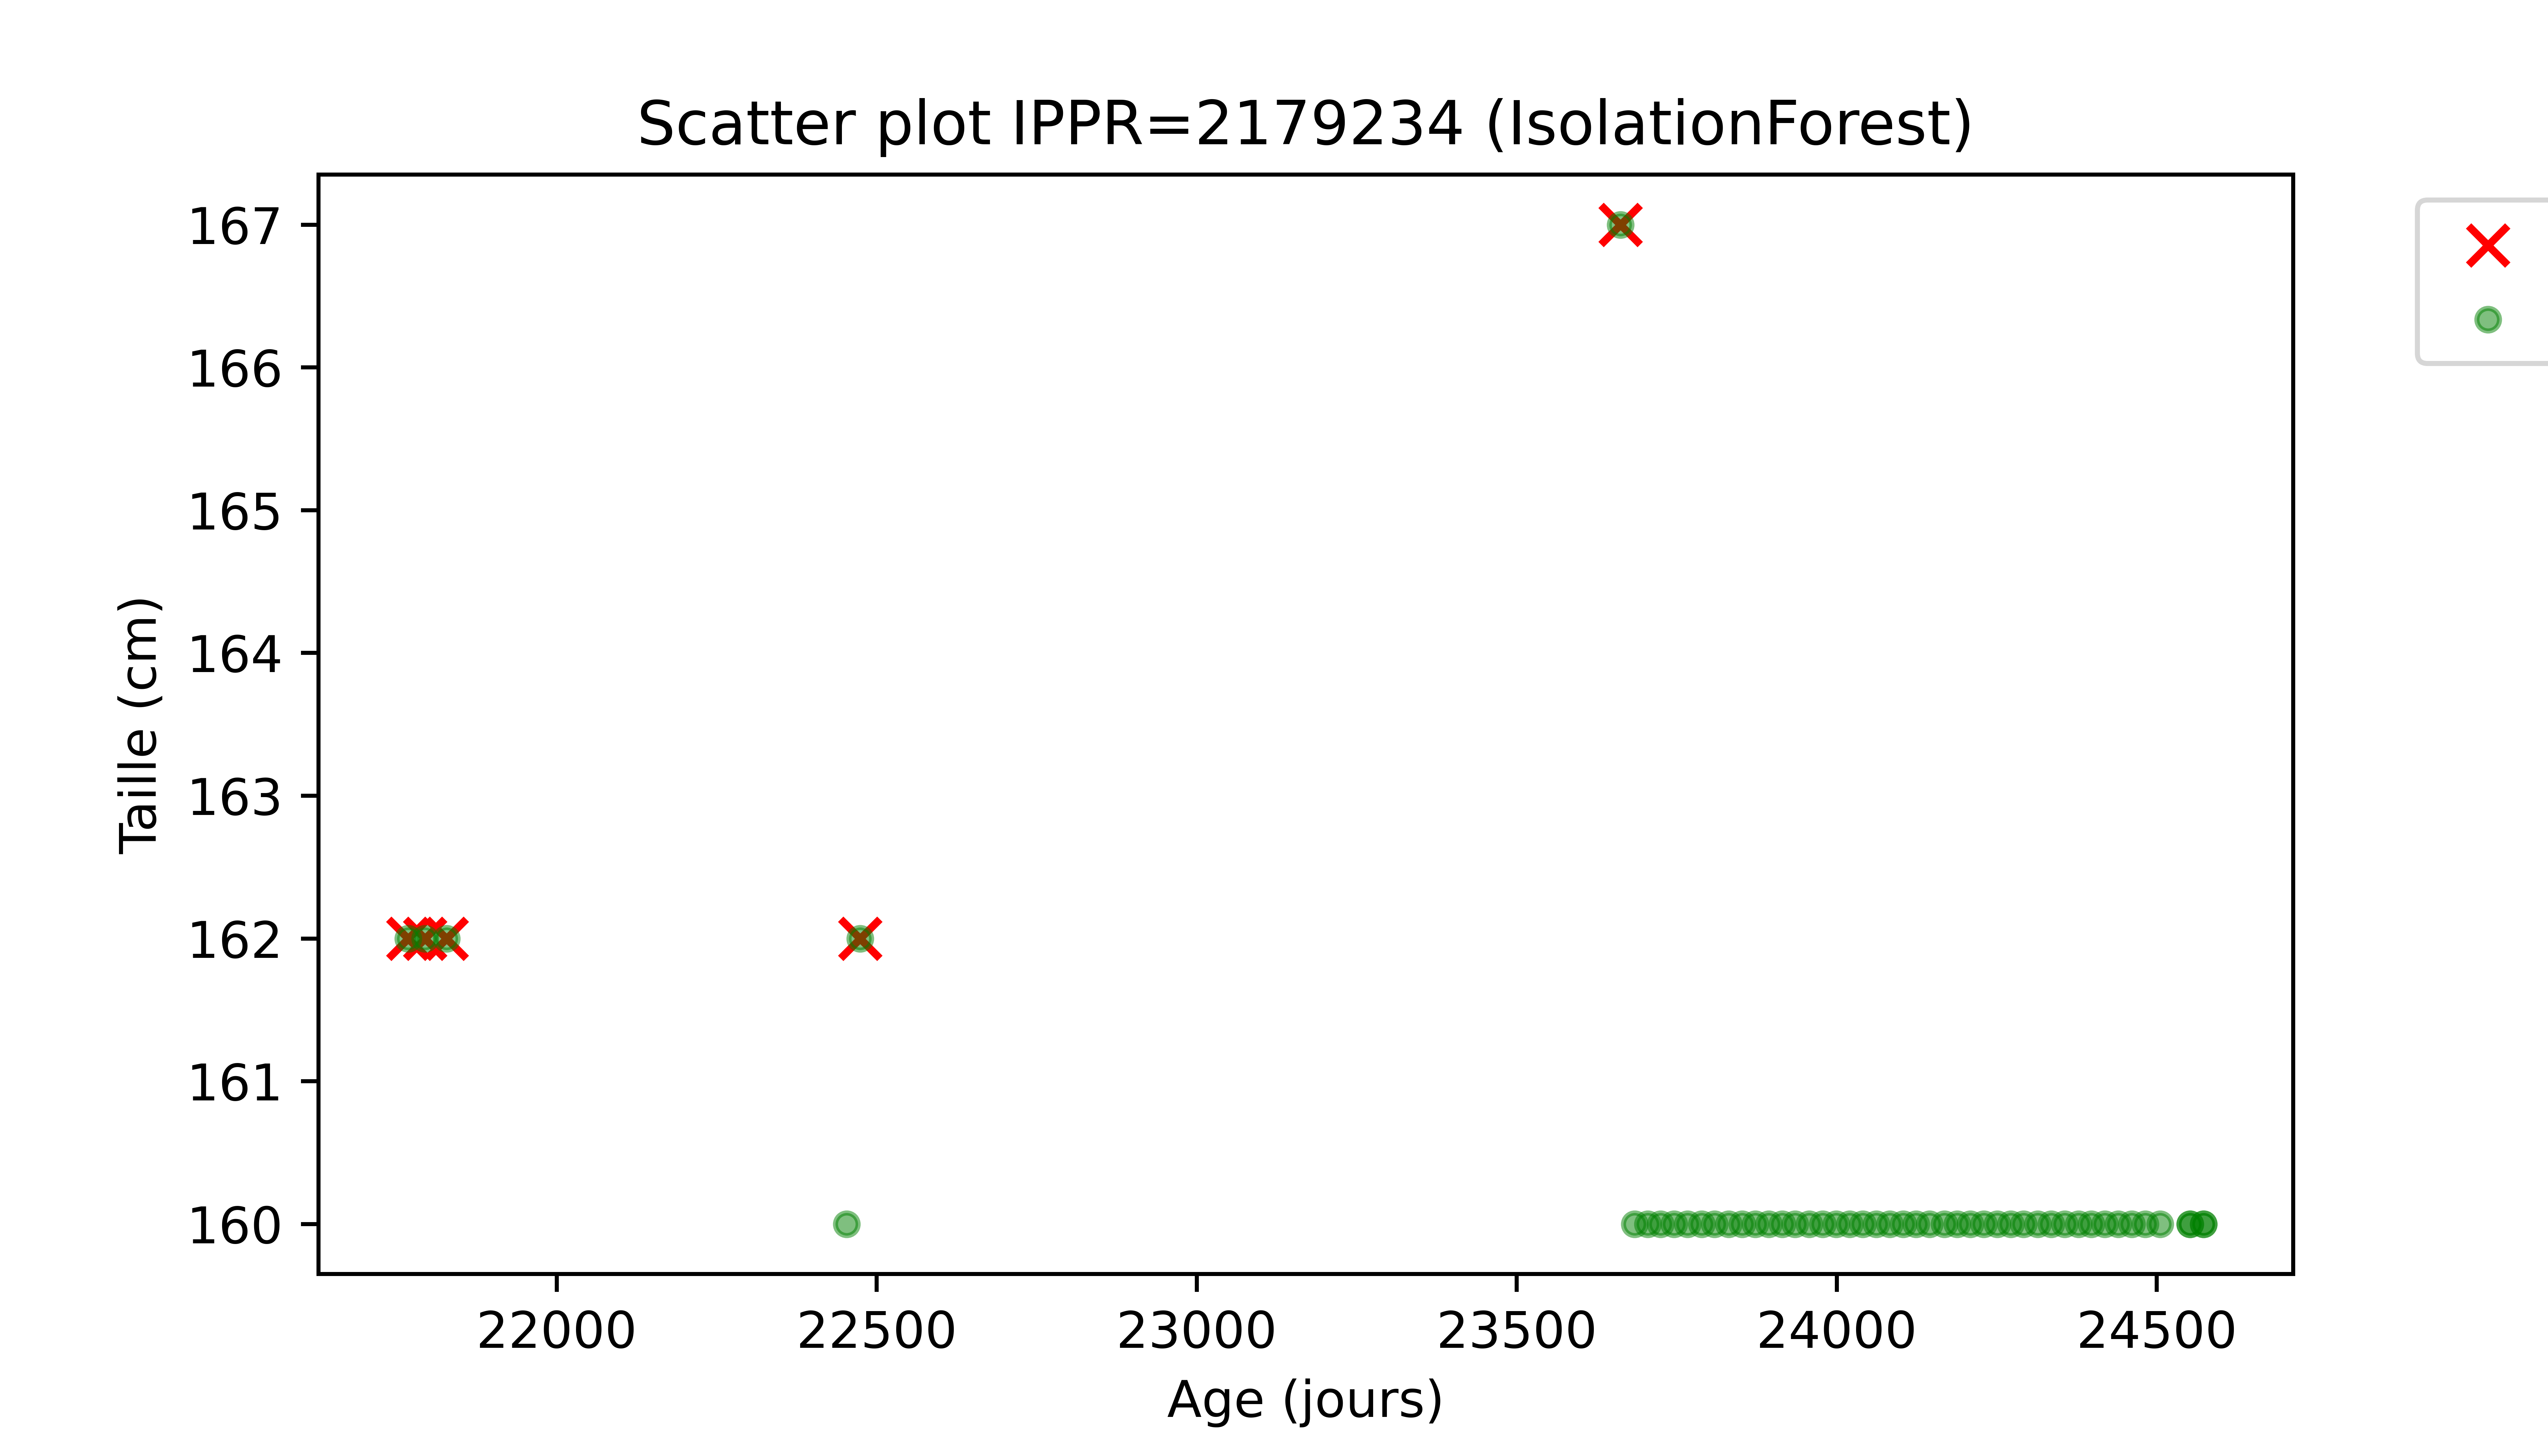 Scatter plot IPPR=2179234 (IsolationForest)
167
166
165
164
163
162
161
160
Taille (cm)
22000 22500 23000 23500 24000 24500
Age (jours)